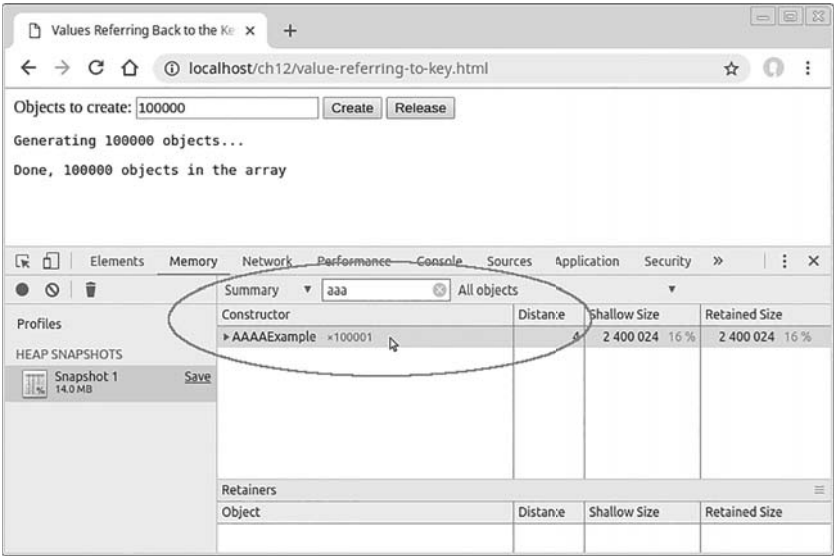 Values Referring Back to the Ke × +
localhost/ch12/value-referring-to-key.html
Objects to create: 100000 Create Release
Generating 100000 objects...
Done, 100000 objects in the array
Elements Memory Network Performance Console Sources Application Security »
Summary ▼ aaa All objects ▼
Profiles
HEAP SNAPSHOTS
Snapshot 1 Save
14.0 MB
Constructor Distance Shallow Size Retained Size
AAAAExample ×100001 4 2 400 024 16 % 2 400 024 16 %
Retainers
Object Distance Shallow Size Retained Size